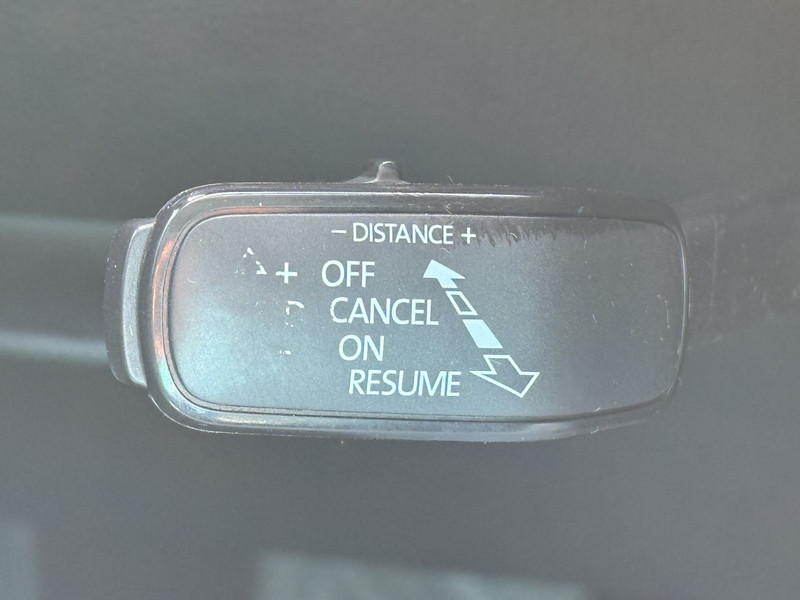 − DISTANCE +
+ OFF
CANCEL
ON
RESUME